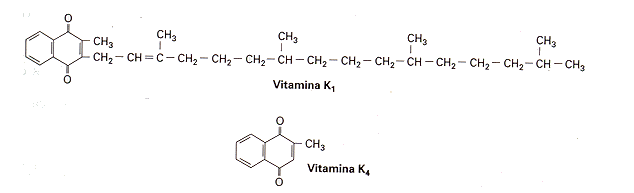 O
CH₃ CH₃ CH₃ CH₃ CH₃
CH₂ — CH = C — CH₂ — CH₂ — CH₂ — CH — CH₂ — CH₂ — CH₂ — CH — CH₂ — CH₂ — CH₂ — CH — CH₃
O
Vitamina K₁
O
CH₃
Vitamina K₄
O